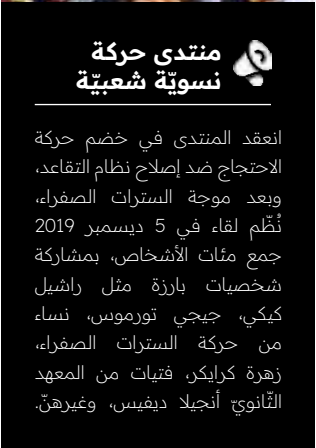 منتدى حركة
نسويّة شعبيّة
انعقد المنتدى في خضم حركة
الاحتجاج ضد إصلاح نظام التقاعد،
وبعد موجة السترات الصفراء،
نُظّم لقاء في 5 ديسمبر 2019
جمع مئات الأشخاص، بمشاركة
شخصيات بارزة مثل راشيل
كيكي، جيجي تورموس، نساء
من حركة السترات الصفراء،
زهرة كرايكر، فتيات من المعهد
الثّانويّ أنجيلا ديفيس، وغيرهنّ.